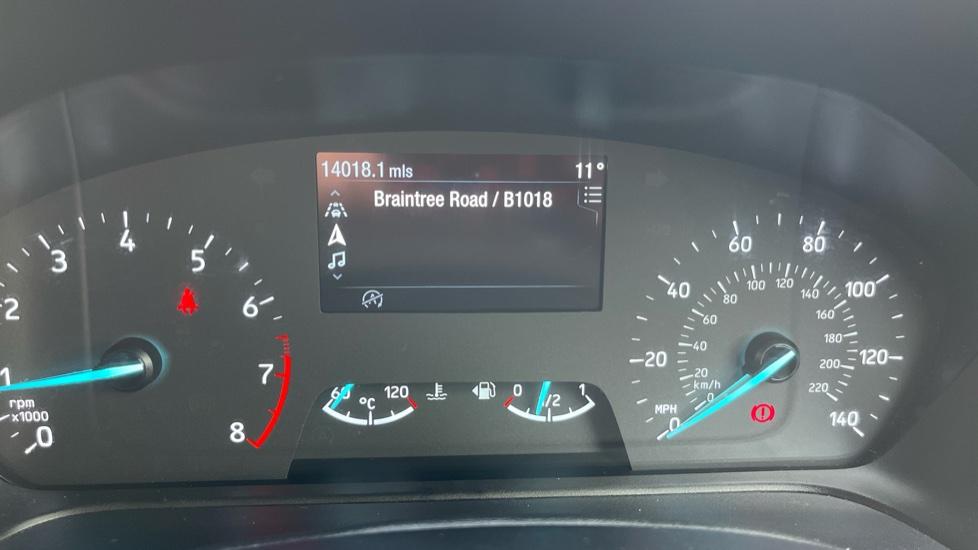 14018.1 mls 11°
Braintree Road / B1018
0 1 2 3 4 5 6 7 8
rpm
x1000
60 °C 120
0 1/2 1
MPH
0 20 40 60 80 100 120 140
km/h
0 20 40 60 80 100 120 140 160 180 200 220